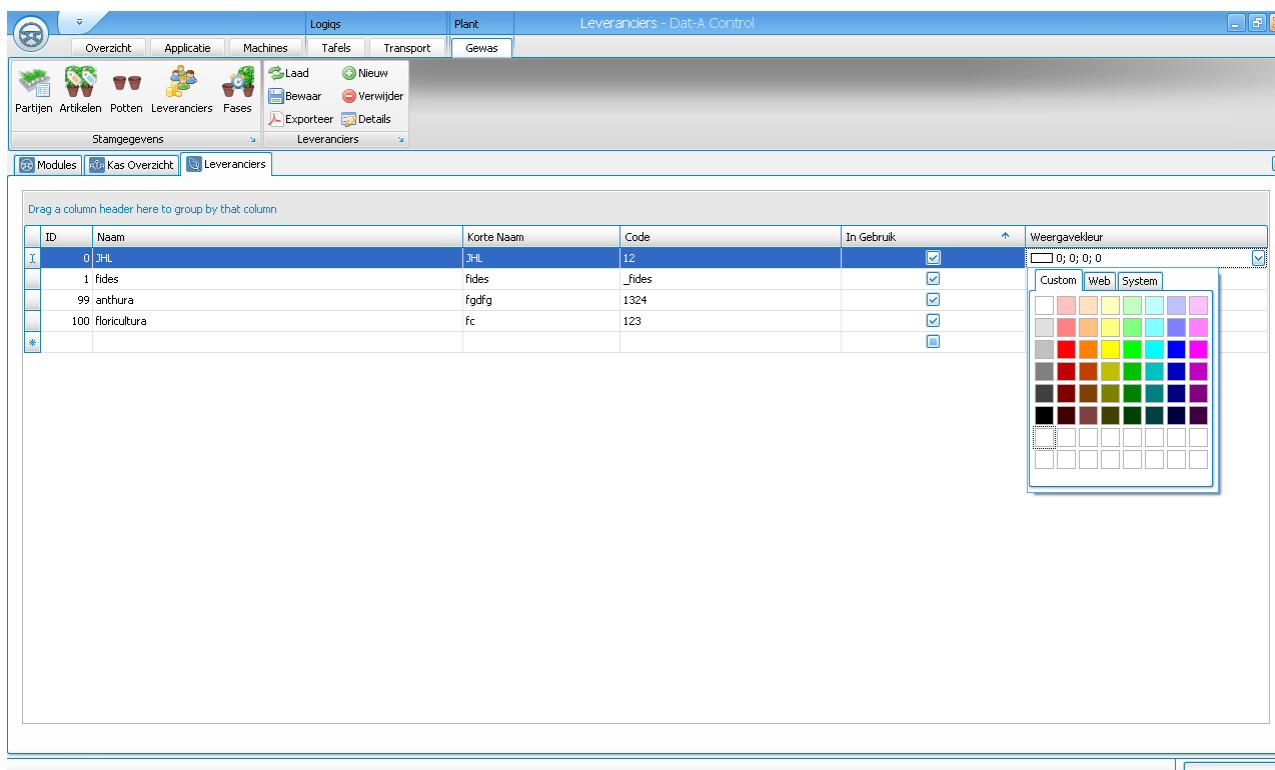 Logiqs Plant Leveranciers - Dat-A Control
Overzicht Applicatie Machines Tafels Transport Gewas
Laad Nieuw
Bewaar Verwijder
Partijen Artikelen Potten Leveranciers Fases Exporteer Details
Stamgegevens Leveranciers
Modules Kas Overzicht Leveranciers
Drag a column header here to group by that column
ID Naam Korte Naam Code In Gebruik Weergavekleur
0 JHL JHL 12 0; 0; 0; 0
1 fides fides _fides
Custom Web System
99 anthura fgdfg 1324
100 floricultura fc 123